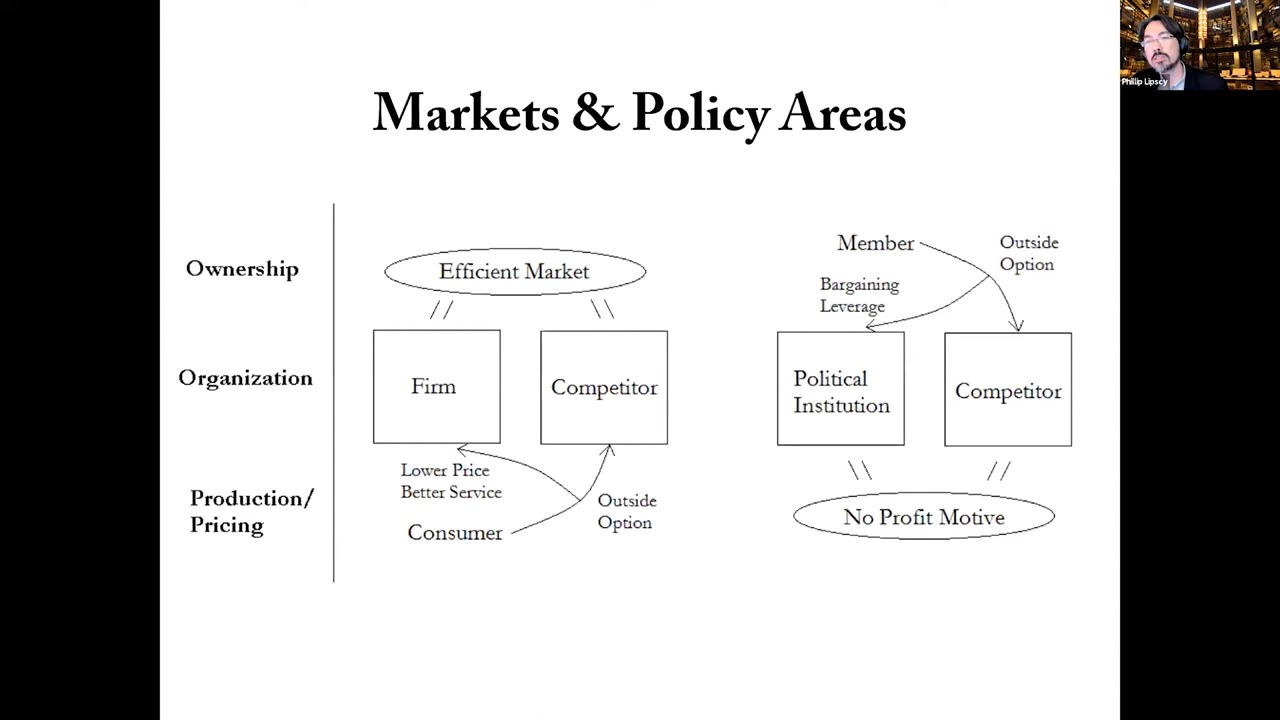 Phillip Lipscy
Markets & Policy Areas
Ownership
Organization
Production/
Pricing
Efficient Market
Firm
Competitor
Lower Price
Better Service
Consumer
Outside
Option
Member
Outside
Option
Bargaining
Leverage
Political
Institution
Competitor
No Profit Motive